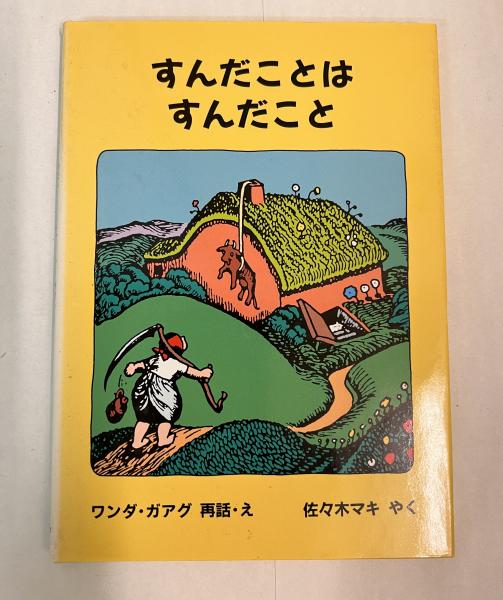 すんだことは
すんだこと
ワンダ・ガアグ 再話・え 佐々木マキ やく